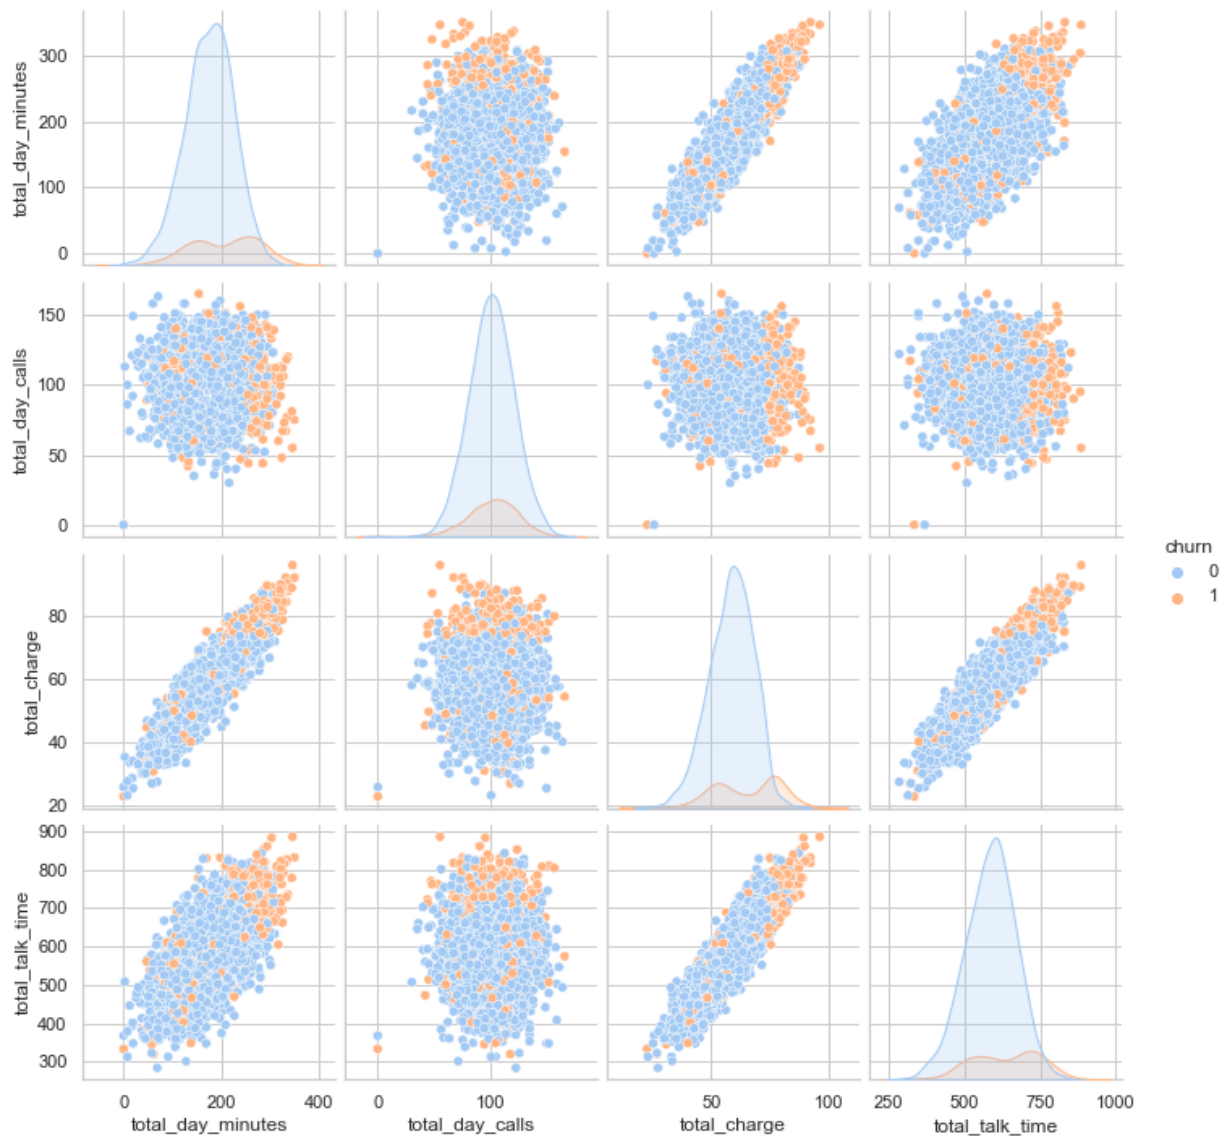 total_day_minutes
300
200
100
0
total_day_calls
150
100
50
0
total_charge
80
60
40
20
total_talk_time
900
800
700
600
500
400
300
0 200 400
total_day_minutes
0 100
total_day_calls
50 100
total_charge
250 500 750 1000
total_talk_time
churn
0
1